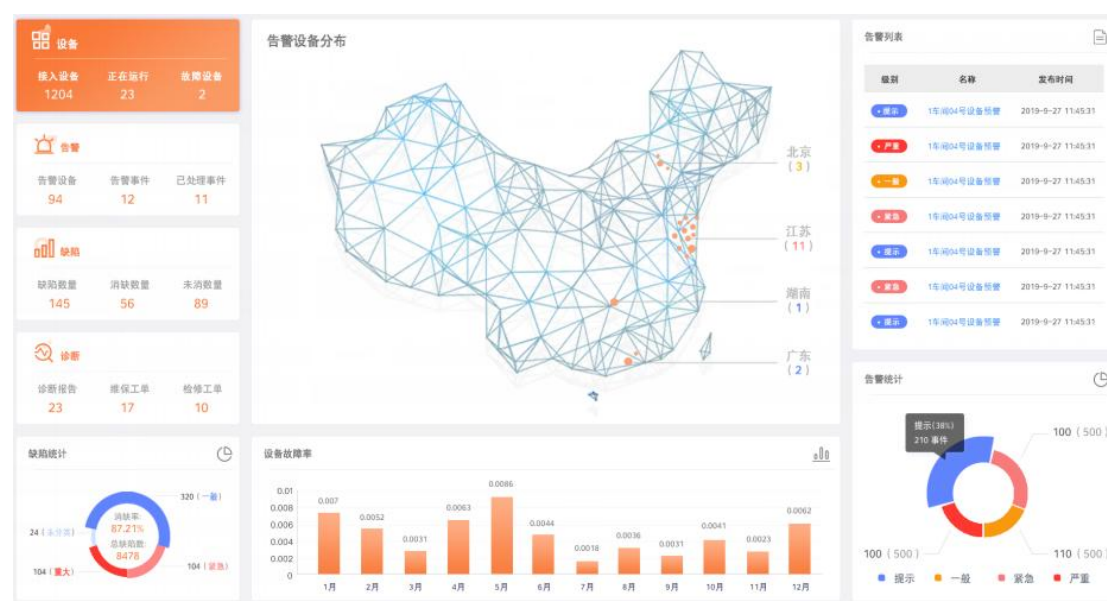 设备
接入设备 正在运行 故障设备
1204 23 2
告警
告警设备 告警事件 已处理事件
94 12 11
缺陷
缺陷数量 消缺数量 未消数量
145 56 89
诊断
诊断报告 维保工单 检修工单
23 17 10
缺陷统计
320（一般）
24（未分类）
消缺率:
87.21%
总缺陷数:
8478
104（重大）
104（紧急）
告警设备分布
北京
（3）
江苏
（11）
湖南
（1）
广东
（2）
设备故障率
0.01
0.008
0.006
0.004
0.002
0
0.007 0.0052 0.0031 0.0063 0.0086 0.0044 0.0018 0.0036 0.0031 0.0041 0.0023 0.0062
1月 2月 3月 4月 5月 6月 7月 8月 9月 10月 11月 12月
告警列表
级别 名称 发布时间
提示 1车间04号设备预警 2019-9-27 11:45:31
严重 1车间04号设备预警 2019-9-27 11:45:31
一般 1车间04号设备预警 2019-9-27 11:45:31
紧急 1车间04号设备预警 2019-9-27 11:45:31
提示 1车间04号设备预警 2019-9-27 11:45:31
紧急 1车间04号设备预警 2019-9-27 11:45:31
提示 1车间04号设备预警 2019-9-27 11:45:31
告警统计
提示(38%)
210 事件
100（500）
100（500）
110（500）
提示 一般 紧急 严重